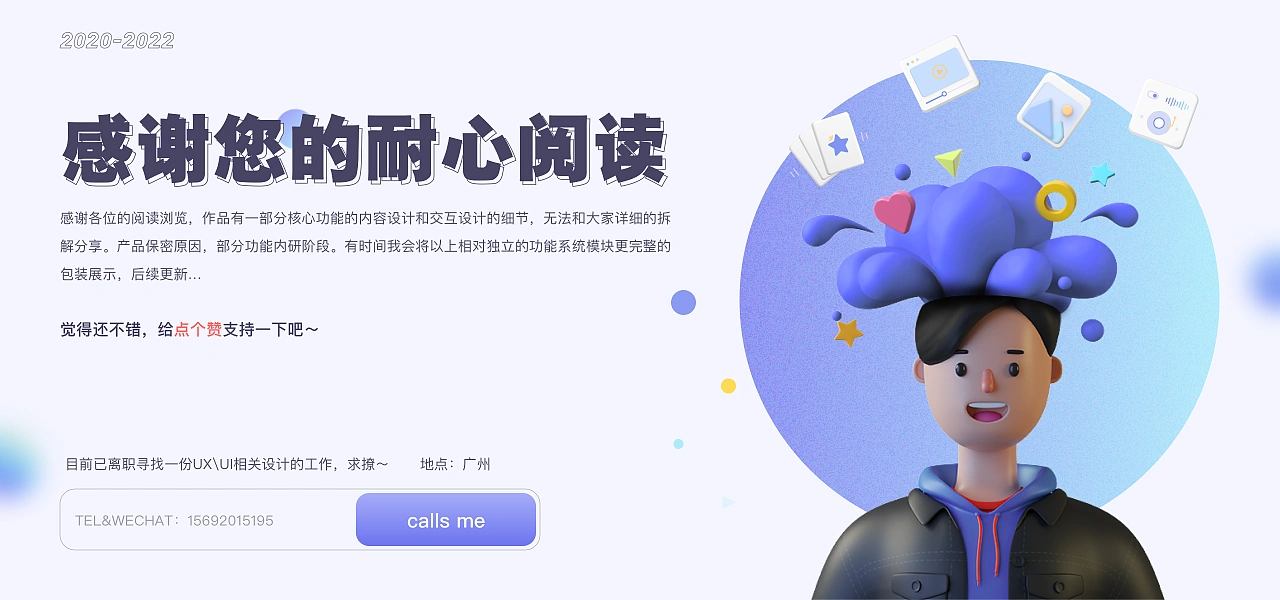 2020-2022
感谢您的耐心阅读
感谢各位的阅读浏览，作品有一部分核心功能的内容设计和交互设计的细节，无法和大家详细的拆
解分享。产品保密原因，部分功能内研阶段。有时间我会将以上相对独立的功能系统模块更完整的
包装展示，后续更新...
觉得还不错，给点个赞支持一下吧～
目前已离职寻找一份UX\UI相关设计的工作，求撩～ 地点：广州
TEL&WECHAT：15692015195
calls me